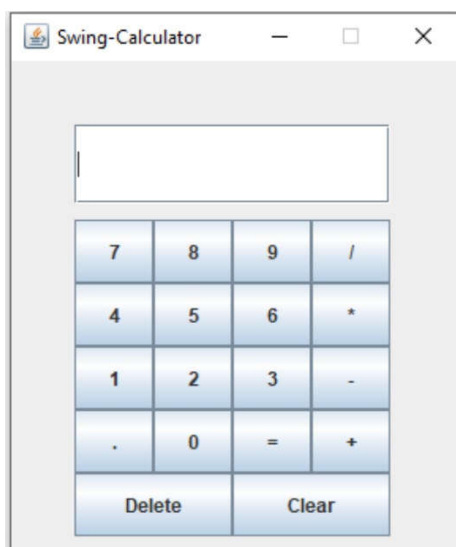 Swing-Calculator
7 8 9 /
4 5 6 *
1 2 3 -
. 0 = +
Delete Clear